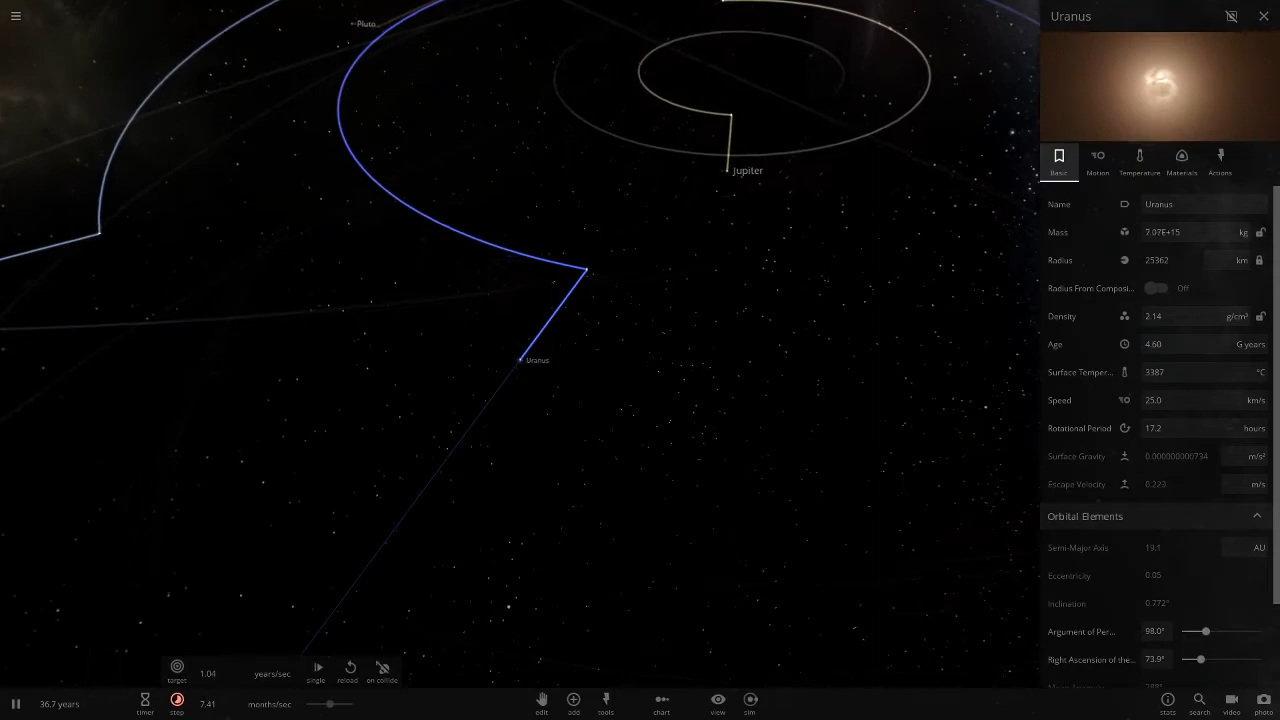 Uranus
Pluto
Jupiter
Uranus
Basic
Motion
Temperature
Materials
Actions
Name Uranus
Mass 7.07E+15 kg
Radius 25362 km
Radius From Composi... Off
Density 2.14 g/cm³
Age 4.60 G years
Surface Temper... 3387 °C
Speed 25.0 km/s
Rotational Period 17.2 hours
Surface Gravity 0.000000000734 m/s²
Escape Velocity 0.223 m/s
Orbital Elements
Semi-Major Axis 19.1 AU
Eccentricity 0.05
Inclination 0.772°
Argument of Per... 98.0°
Right Ascension of the... 73.9°
target 1.04 years/sec single reload on collide
36.7 years timer step 7.41 months/sec edit add tools chart view sim stats search video photo